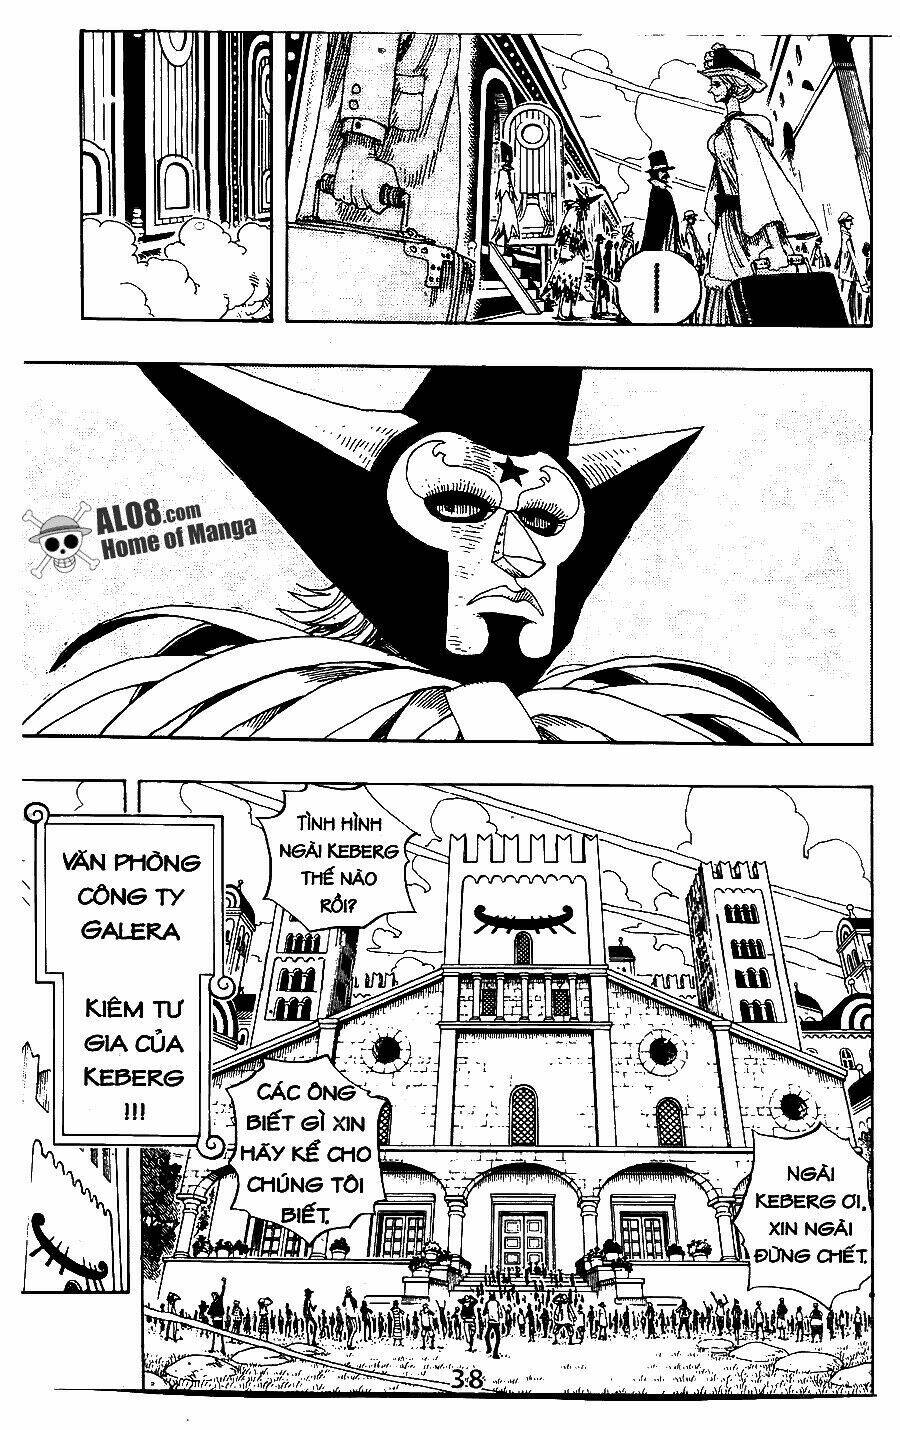 AL08.com
Home of Manga
VĂN PHÒNG
CÔNG TY
GALERA
KIÊM TƯ
GIA CỦA
KEBERG
!!!
TÌNH HÌNH
NGÀI KEBERG
THẾ NÀO
RỒI?
CÁC ÔNG
BIẾT GÌ XIN
HÃY KỂ CHO
CHÚNG TÔI
BIẾT.
NGÀI
KEBERG ƠI,
XIN NGÀI
ĐỪNG CHẾT.
38